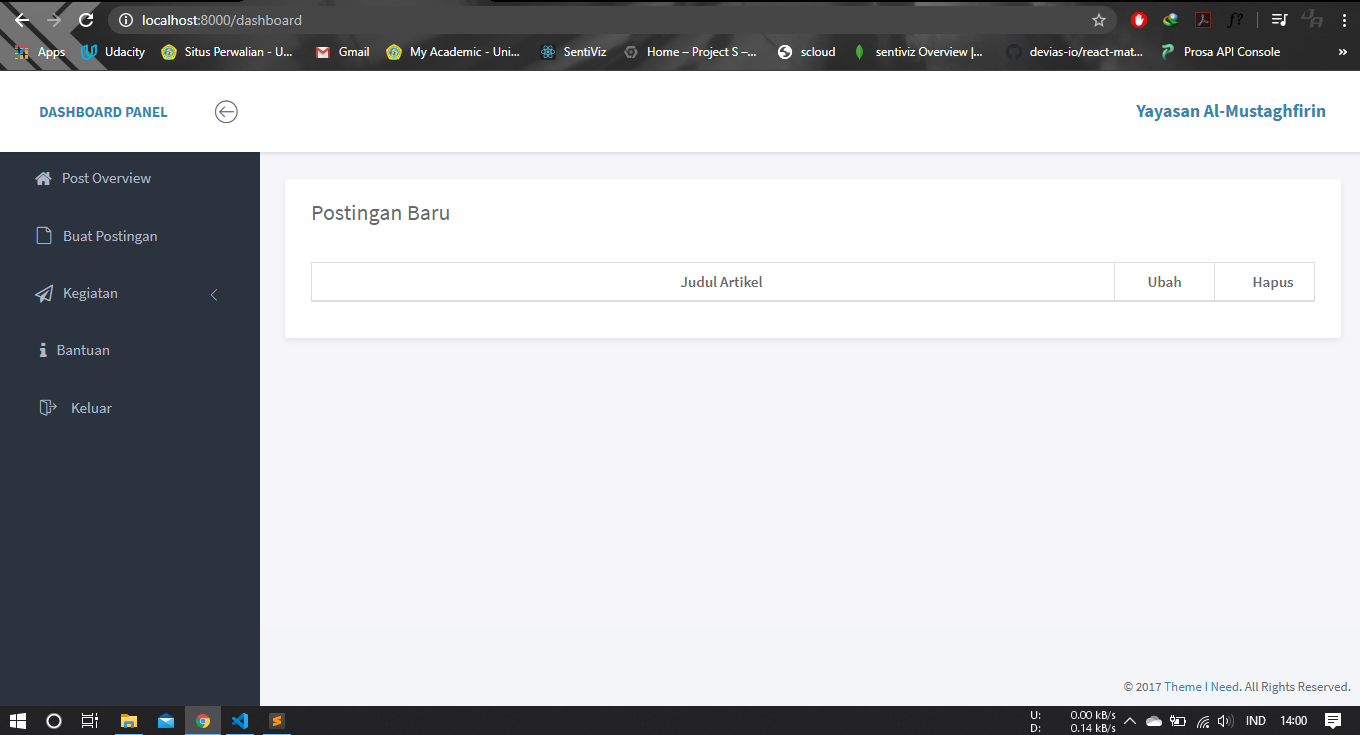 localhost:8000/dashboard
f?
Apps Udacity Situs Perwalian - U... Gmail My Academic - Uni... SentiViz Home – Project S –... scloud sentiviz Overview |... devias-io/react-mat... Prosa API Console »
DASHBOARD PANEL
Yayasan Al-Mustaghfirin
Post Overview
Buat Postingan
Kegiatan
Bantuan
Keluar
Postingan Baru
Judul Artikel Ubah Hapus
© 2017 Theme I Need. All Rights Reserved.
U: 0.00 kB/s
D: 0.14 kB/s
IND 14:00